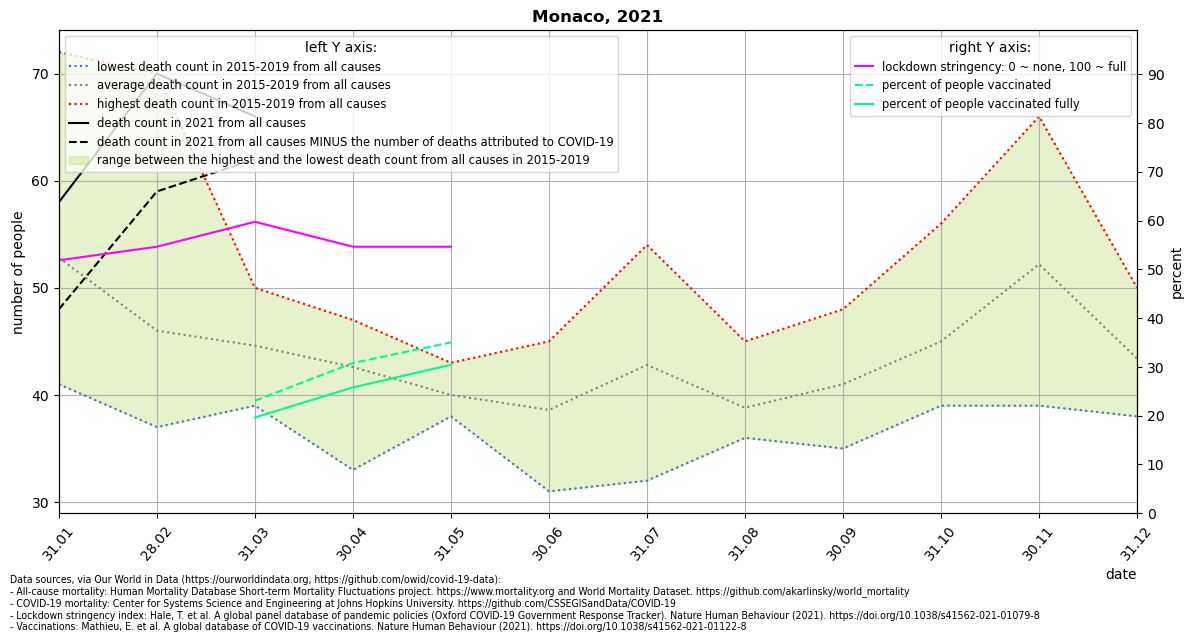 Monaco, 2021
left Y axis:
lowest death count in 2015-2019 from all causes
average death count in 2015-2019 from all causes
highest death count in 2015-2019 from all causes
death count in 2021 from all causes
death count in 2021 from all causes MINUS the number of deaths attributed to COVID-19
range between the highest and the lowest death count from all causes in 2015-2019
right Y axis:
lockdown stringency: 0 ~ none, 100 ~ full
percent of people vaccinated
percent of people vaccinated fully
number of people
70
60
50
40
30
percent
90
80
70
60
50
40
30
20
10
0
31.01
28.02
31.03
30.04
31.05
30.06
31.07
31.08
30.09
31.10
30.11
31.12
date
Data sources, via Our World in Data (https://ourworldindata.org, https://github.com/owid/covid-19-data):
- All-cause mortality: Human Mortality Database Short-term Mortality Fluctuations project. https://www.mortality.org and World Mortality Dataset. https://github.com/akarlinsky/world_mortality
- COVID-19 mortality: Center for Systems Science and Engineering at Johns Hopkins University. https://github.com/CSSEGISandData/COVID-19
- Lockdown stringency index: Hale, T. et al. A global panel database of pandemic policies (Oxford COVID-19 Government Response Tracker). Nature Human Behaviour (2021). https://doi.org/10.1038/s41562-021-01079-8
- Vaccinations: Mathieu, E. et al. A global database of COVID-19 vaccinations. Nature Human Behaviour (2021). https://doi.org/10.1038/s41562-021-01122-8